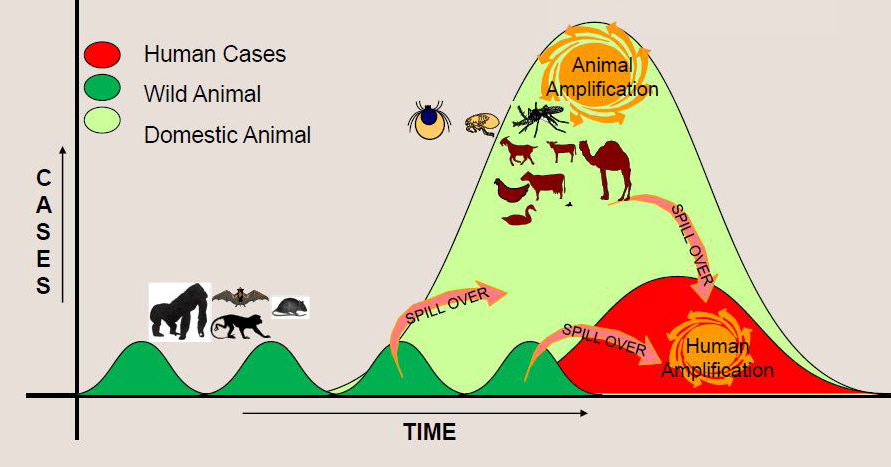 Human Cases
Wild Animal
Domestic Animal
Animal
Amplification
C
A
S
E
S
SPILL OVER
SPILL OVER
SPILL OVER
Human
Amplification
TIME